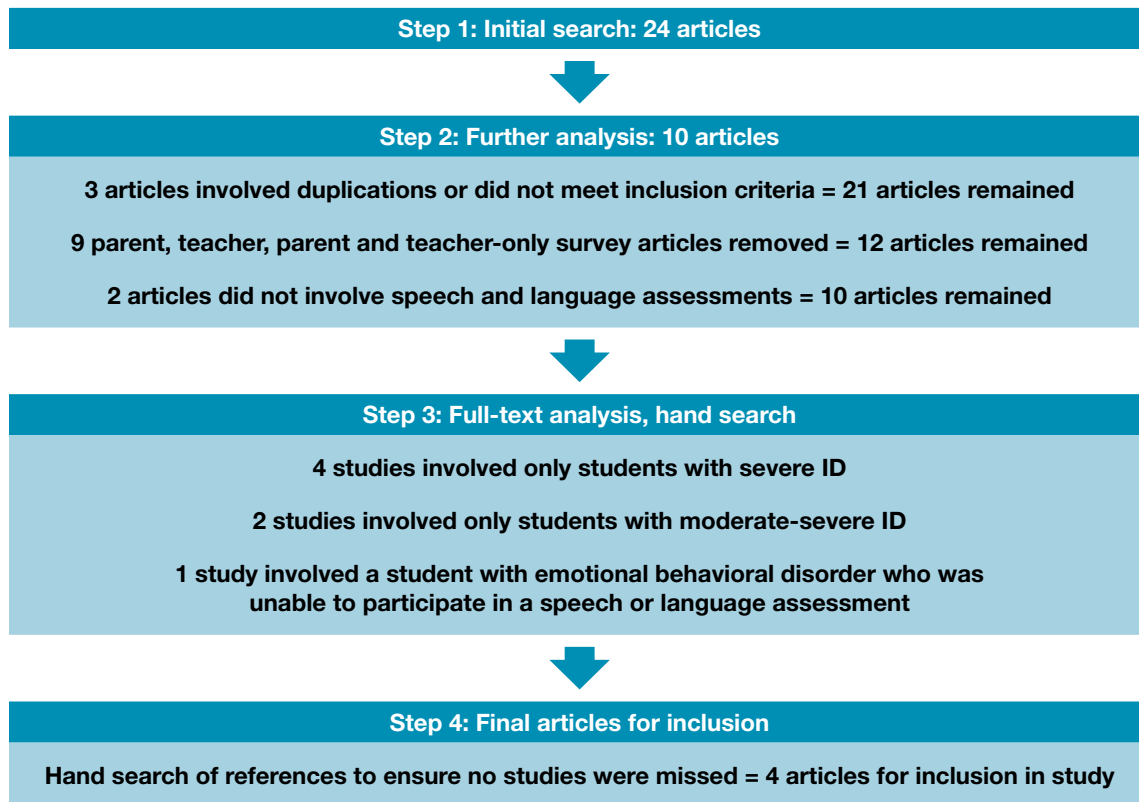 Step 1: Initial search: 24 articles
Step 2: Further analysis: 10 articles
3 articles involved duplications or did not meet inclusion criteria = 21 articles remained
9 parent, teacher, parent and teacher-only survey articles removed = 12 articles remained
2 articles did not involve speech and language assessments = 10 articles remained
Step 3: Full-text analysis, hand search
4 studies involved only students with severe ID
2 studies involved only students with moderate-severe ID
1 study involved a student with emotional behavioral disorder who was
unable to participate in a speech or language assessment
Step 4: Final articles for inclusion
Hand search of references to ensure no studies were missed = 4 articles for inclusion in study